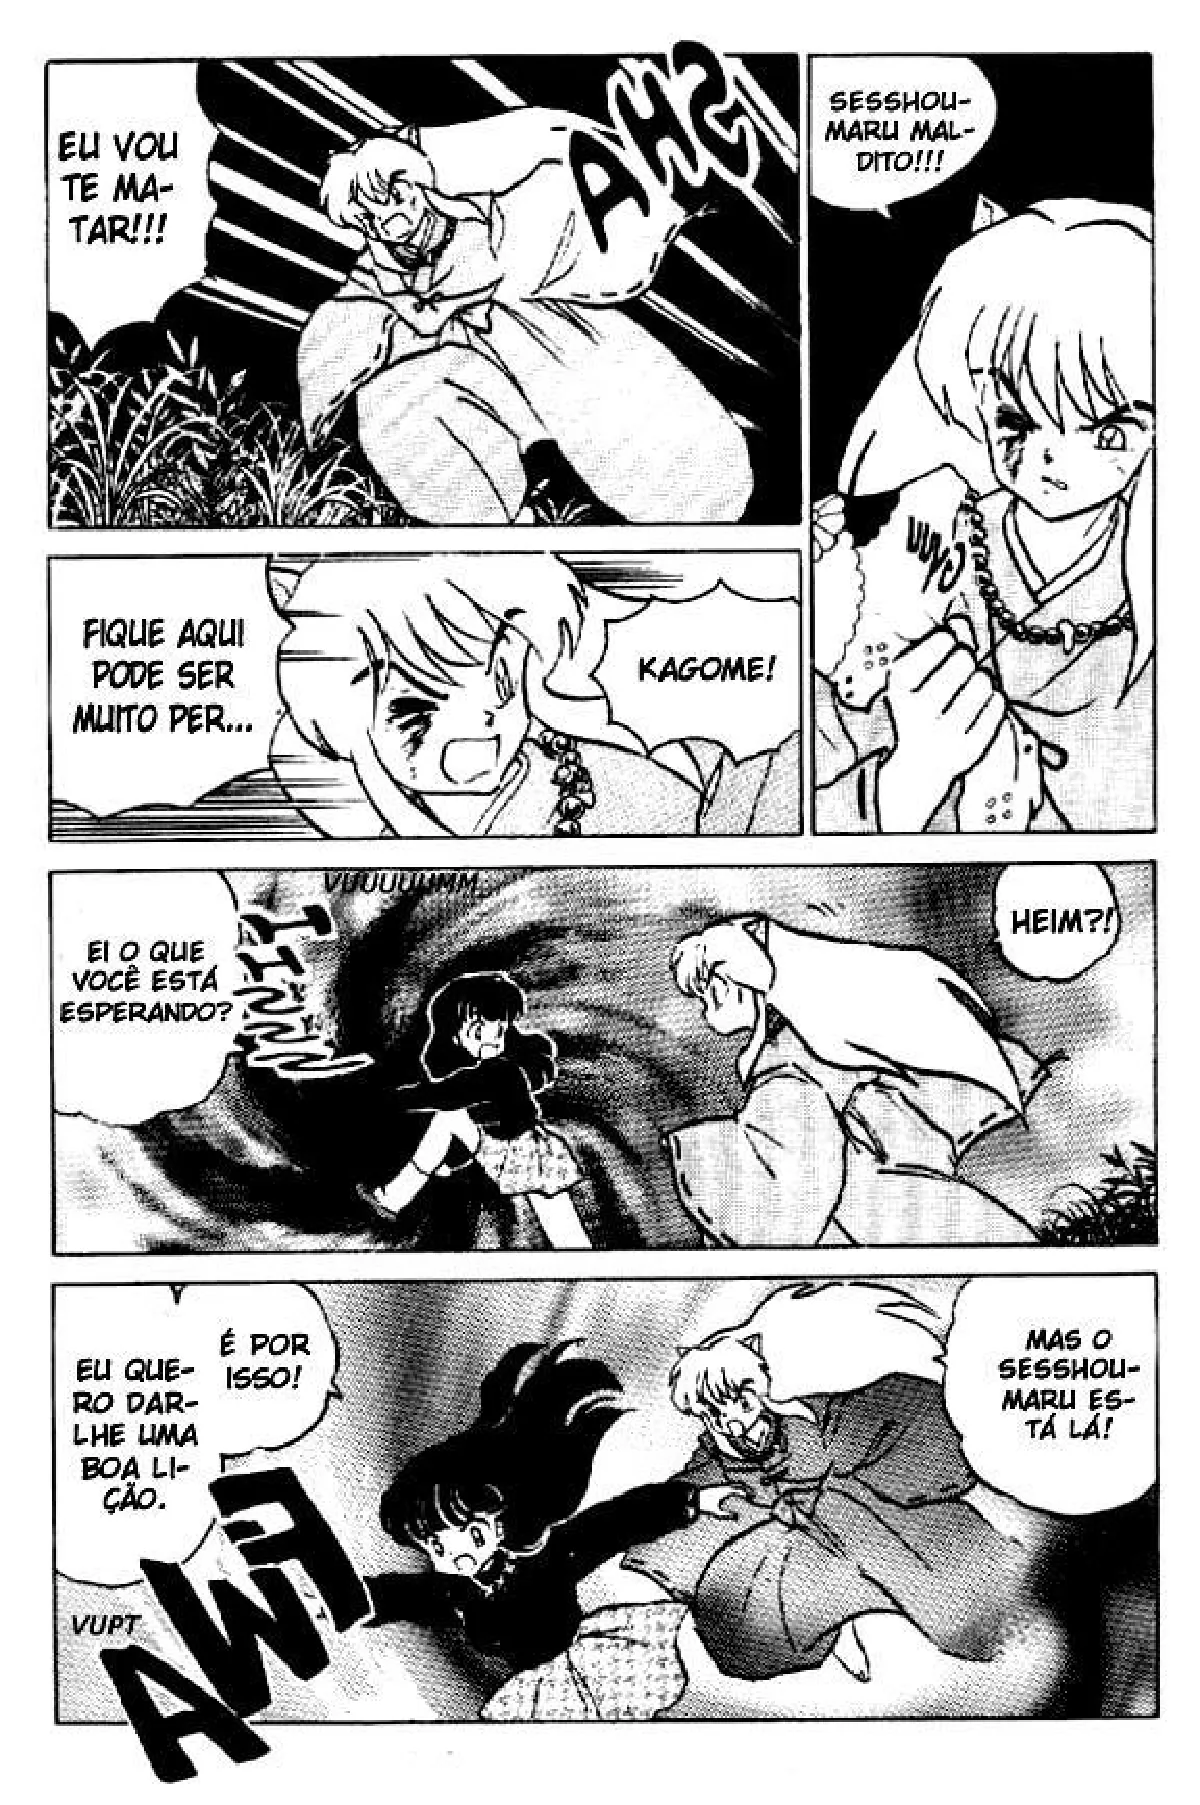 SESSHOU-
MARU MAL-
DITO!!!
EU VOU
TE MA-
TAR!!!
KAGOME!
FIQUE AQUI
PODE SER
MUITO PER...
HEIM?!
VUUUUUMM
EI O QUE
VOCÊ ESTÁ
ESPERANDO?
MAS O
SESSHOU-
MARU ES-
TÁ LÁ!
É POR
ISSO!
EU QUE-
RO DAR-
LHE UMA
BOA LI-
ÇÃO.
VUPT